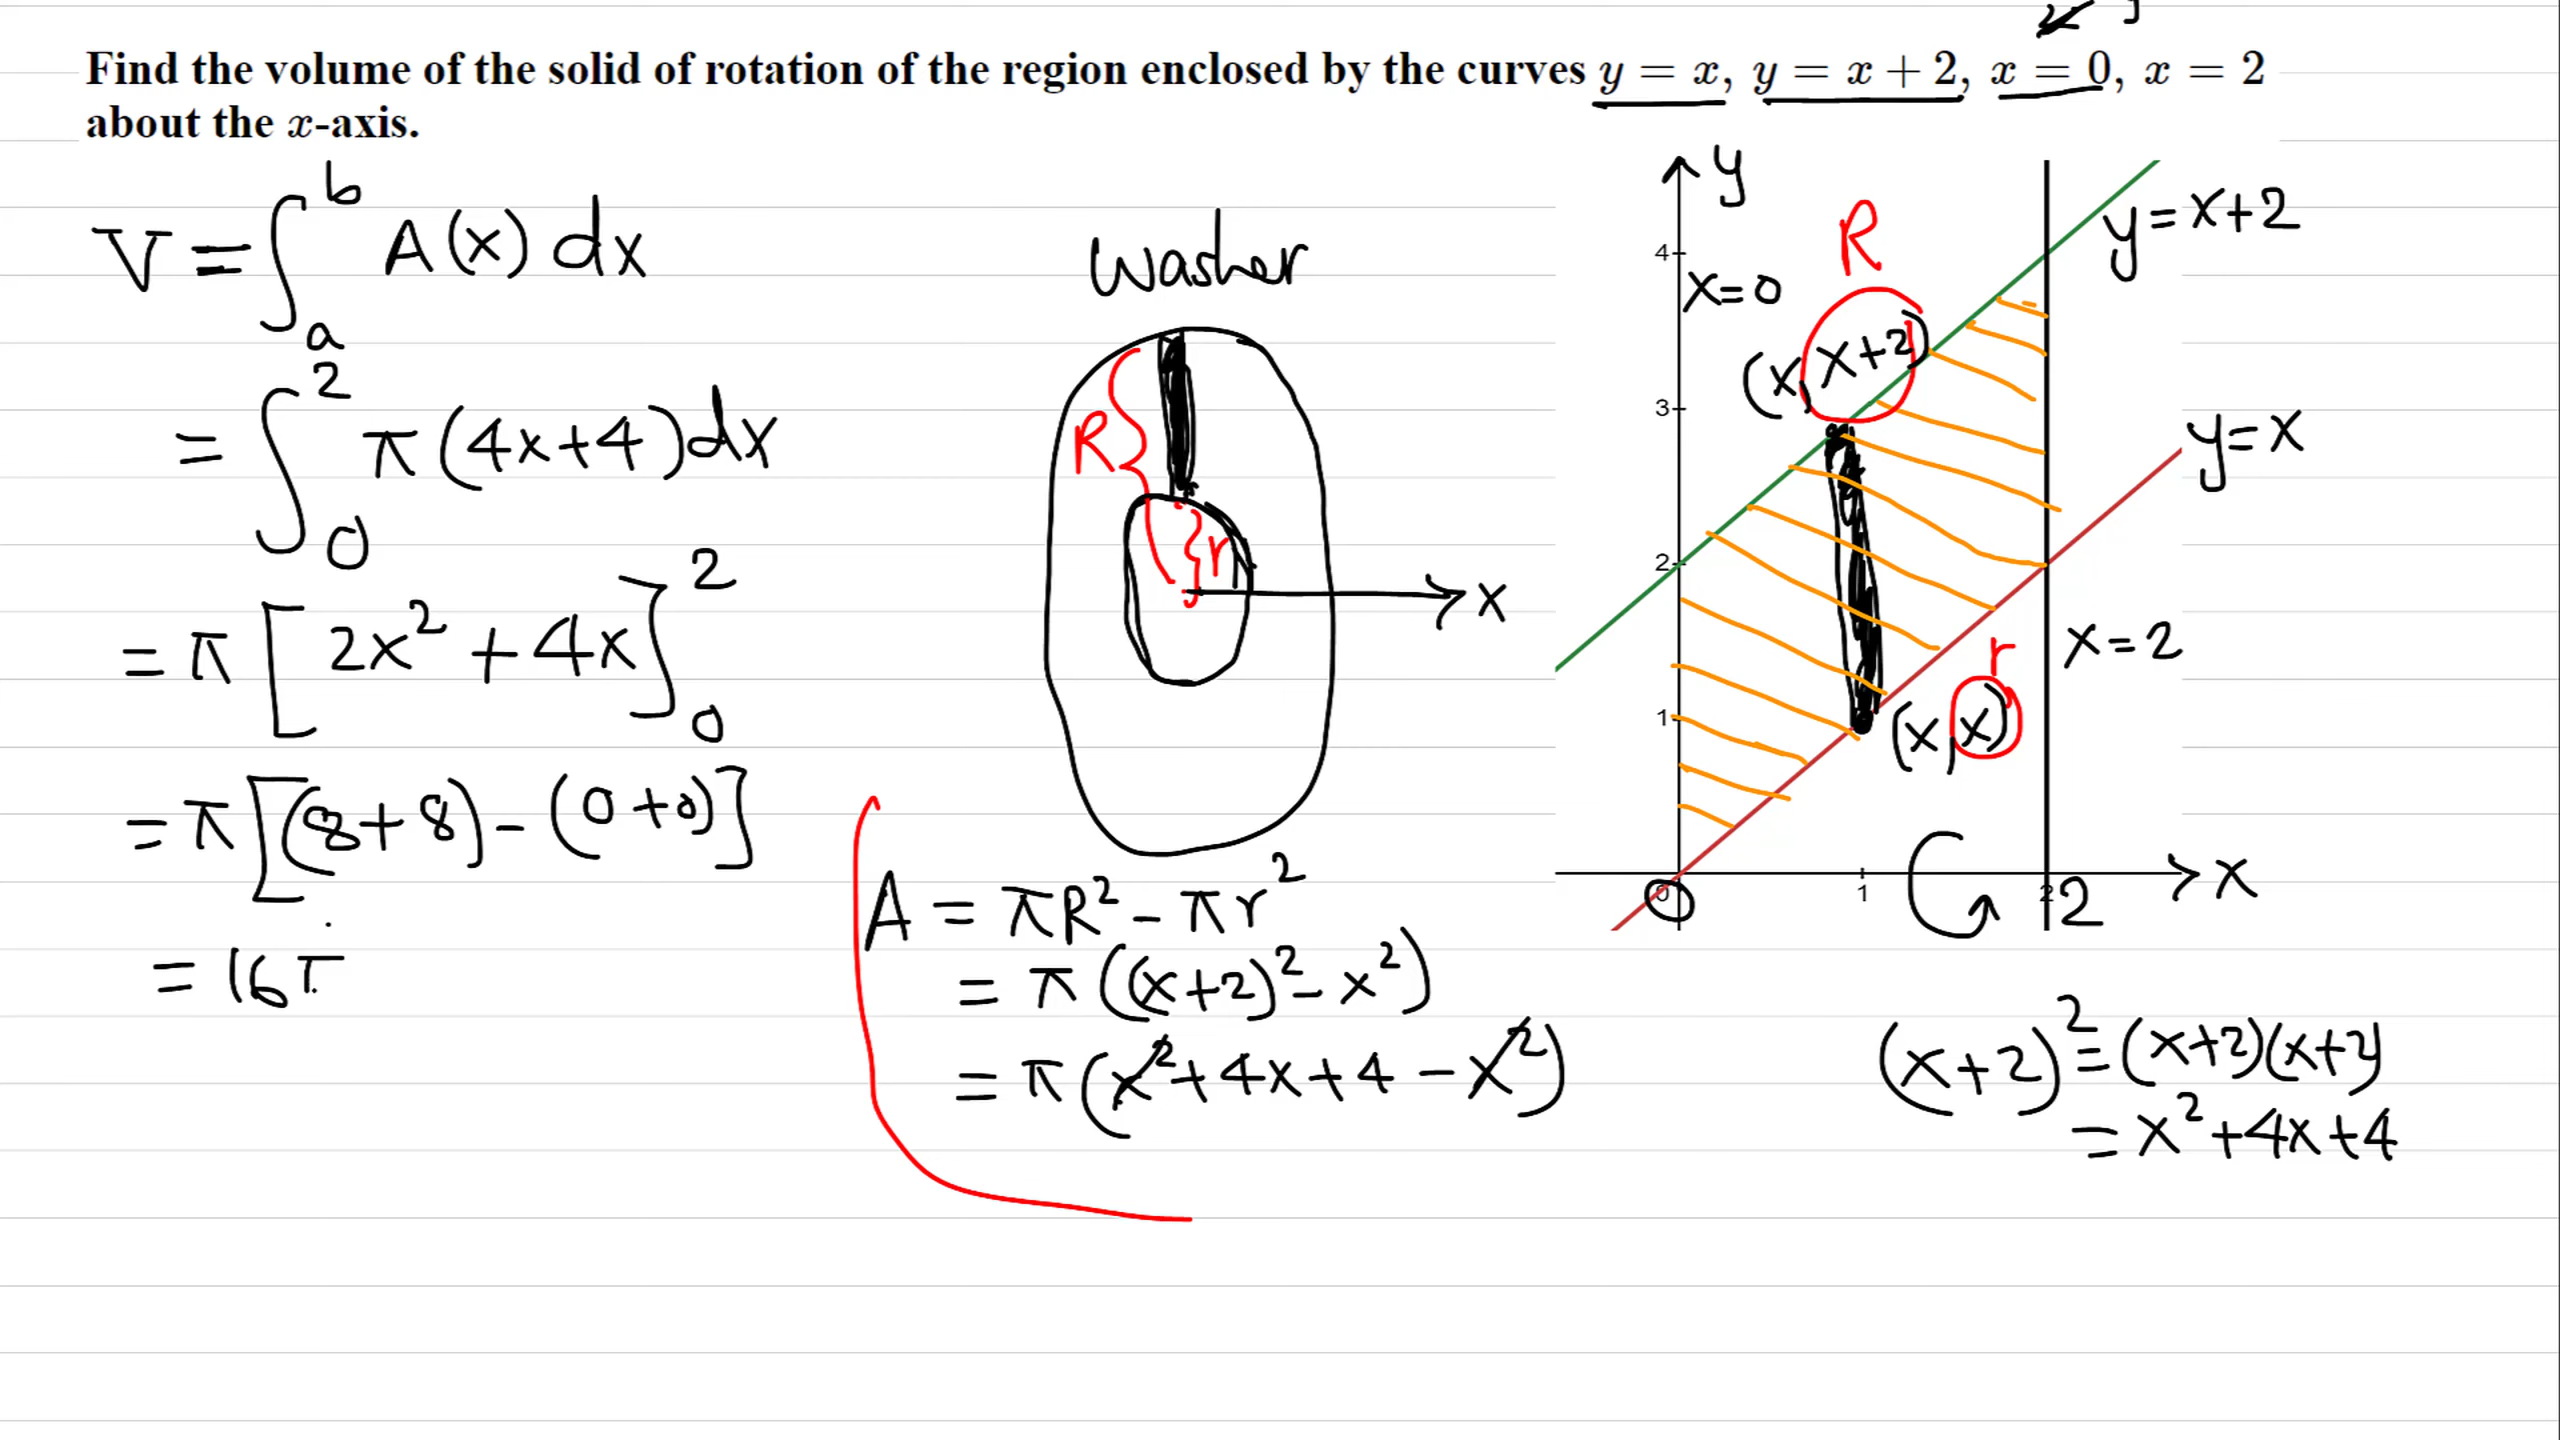 Find the volume of the solid of rotation of the region enclosed by the curves y = x, y = x + 2, x = 0, x = 2
about the x-axis.
V = ∫_a^b A(x) dx
= ∫_0^2 π(4x+4)dx
= π[2x²+4x]_0^2
= π[(8+8)-(0+0)]
= 16π
Washer
R
r
x
A = πR² - πr²
= π((x+2)² - x²)
= π(x²+4x+4 - x²)
y
R
4
x=0
(x, x+2)
y=x+2
3
y=x
2
x=2
r
1
(x, x)
0
1
2
2
x
(x+2)² = (x+2)(x+2)
= x²+4x+4